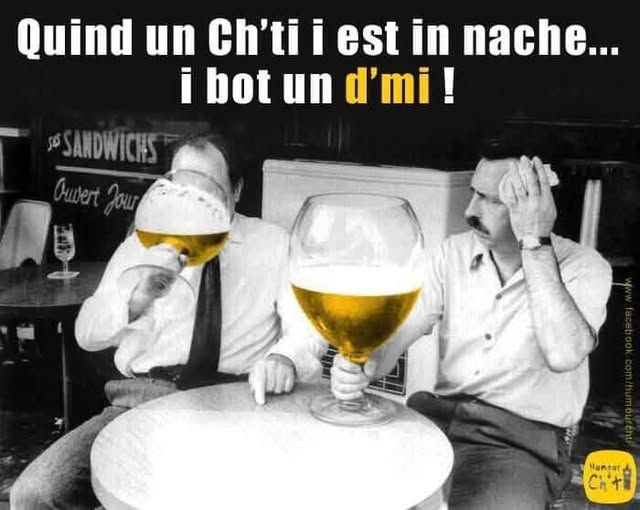 Quind un Ch'ti i est in nache...
i bot un d'mi !
SANDWICHS
Ouvert Jour
www.facebook.com/humourchti
Humour
Ch'ti